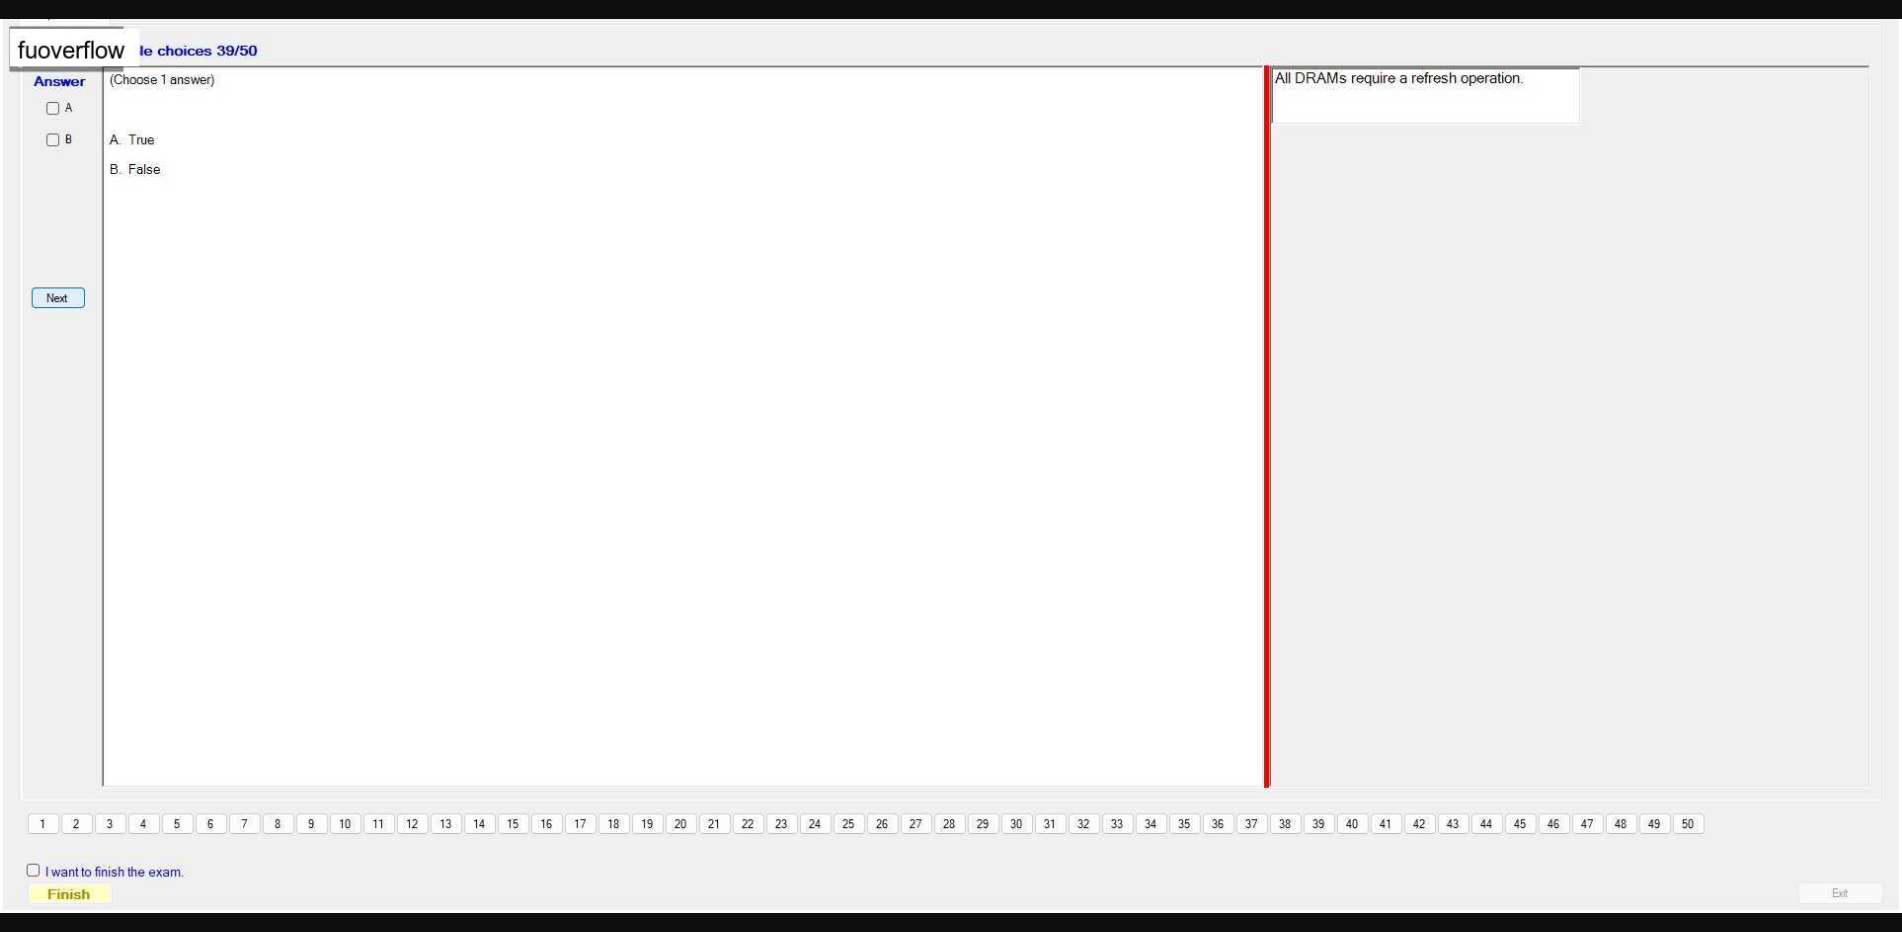 fuoverflow
le choices 39/50
Answer
(Choose 1 answer)
All DRAMs require a refresh operation.
A
B
A. True
B. False
Next
1 2 3 4 5 6 7 8 9 10 11 12 13 14 15 16 17 18 19 20 21 22 23 24 25 26 27 28 29 30 31 32 33 34 35 36 37 38 39 40 41 42 43 44 45 46 47 48 49 50
I want to finish the exam.
Finish
Exit